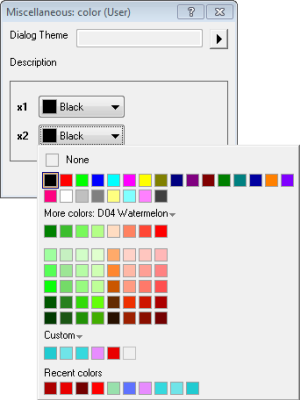 Miscellaneous: color (User)
Dialog Theme
Description
x1 Black
x2 Black
None
More colors: D04 Watermelon
Custom
Recent colors